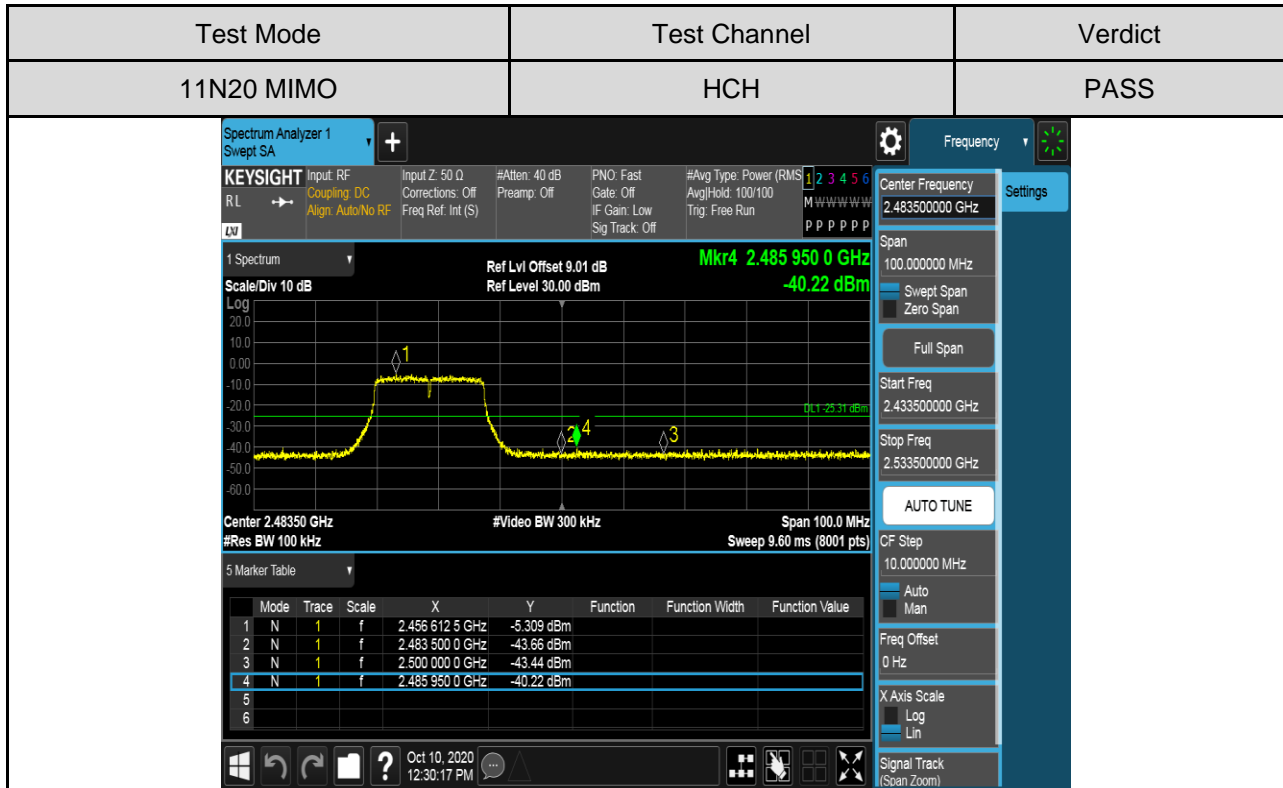 Test Mode Test Channel Verdict
11N20 MIMO HCH PASS
Spectrum Analyzer 1
Swept SA
+
Frequency
KEYSIGHT Input: RF Input Z: 50 Ω #Atten: 40 dB PNO: Fast #Avg Type: Power (RMS 1 2 3 4 5 6
RL Coupling: DC Corrections: Off Preamp: Off Gate: Off Avg|Hold: 100/100 M W W W W W
Align: Auto/No RF Freq Ref: Int (S) IF Gain: Low Trig: Free Run
LXI Sig Track: Off P P P P P P
1 Spectrum
Ref Lvl Offset 9.01 dB Mkr4 2.485 950 0 GHz
Scale/Div 10 dB Ref Level 30.00 dBm -40.22 dBm
Log
20.0
10.0
0.00
-10.0
-20.0
-30.0
-40.0
-50.0
-60.0
1
DL1 -25.31 dBm
2 4 3
Center 2.48350 GHz #Video BW 300 kHz Span 100.0 MHz
#Res BW 100 kHz Sweep 9.60 ms (8001 pts)
5 Marker Table
Mode Trace Scale X Y Function Function Width Function Value
1 N 1 f 2.456 612 5 GHz -5.309 dBm
2 N 1 f 2.483 500 0 GHz -43.66 dBm
3 N 1 f 2.500 000 0 GHz -43.44 dBm
4 N 1 f 2.485 950 0 GHz -40.22 dBm
5
6
? Oct 10, 2020
12:30:17 PM
Center Frequency
2.483500000 GHz
Settings
Span
100.000000 MHz
Swept Span
Zero Span
Full Span
Start Freq
2.433500000 GHz
Stop Freq
2.533500000 GHz
AUTO TUNE
CF Step
10.000000 MHz
Auto
Man
Freq Offset
0 Hz
X Axis Scale
Log
Lin
Signal Track
(Span Zoom)